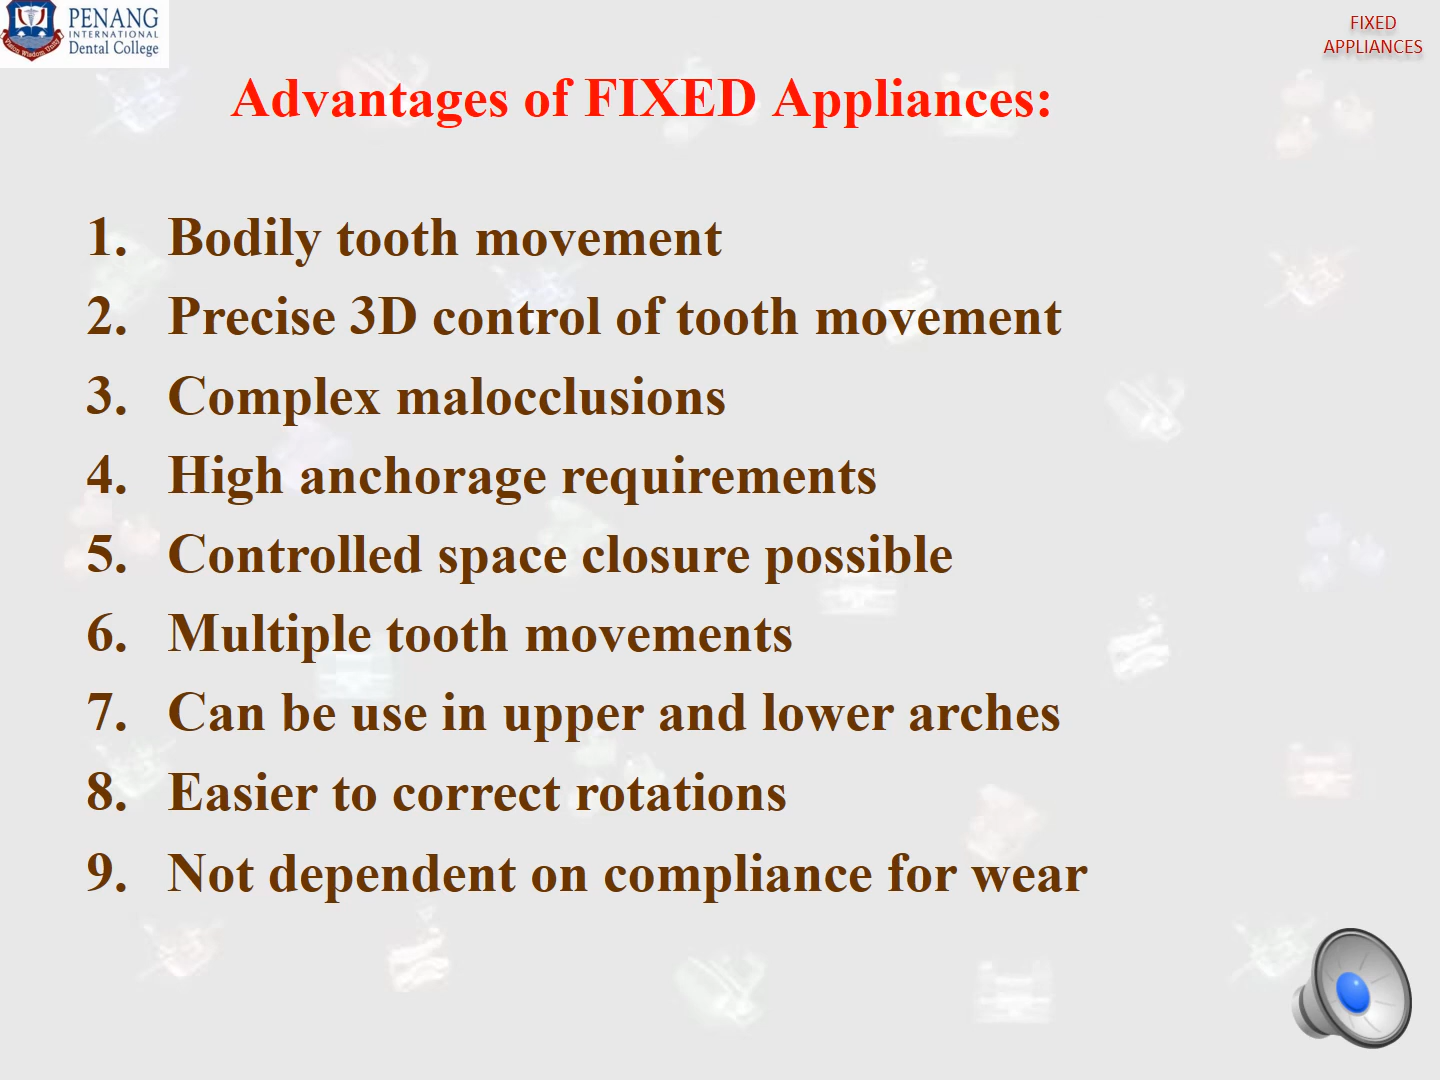 PENANG
INTERNATIONAL
Dental College
Vision Wisdom Unity
FIXED
APPLIANCES
Advantages of FIXED Appliances:
1. Bodily tooth movement
2. Precise 3D control of tooth movement
3. Complex malocclusions
4. High anchorage requirements
5. Controlled space closure possible
6. Multiple tooth movements
7. Can be use in upper and lower arches
8. Easier to correct rotations
9. Not dependent on compliance for wear